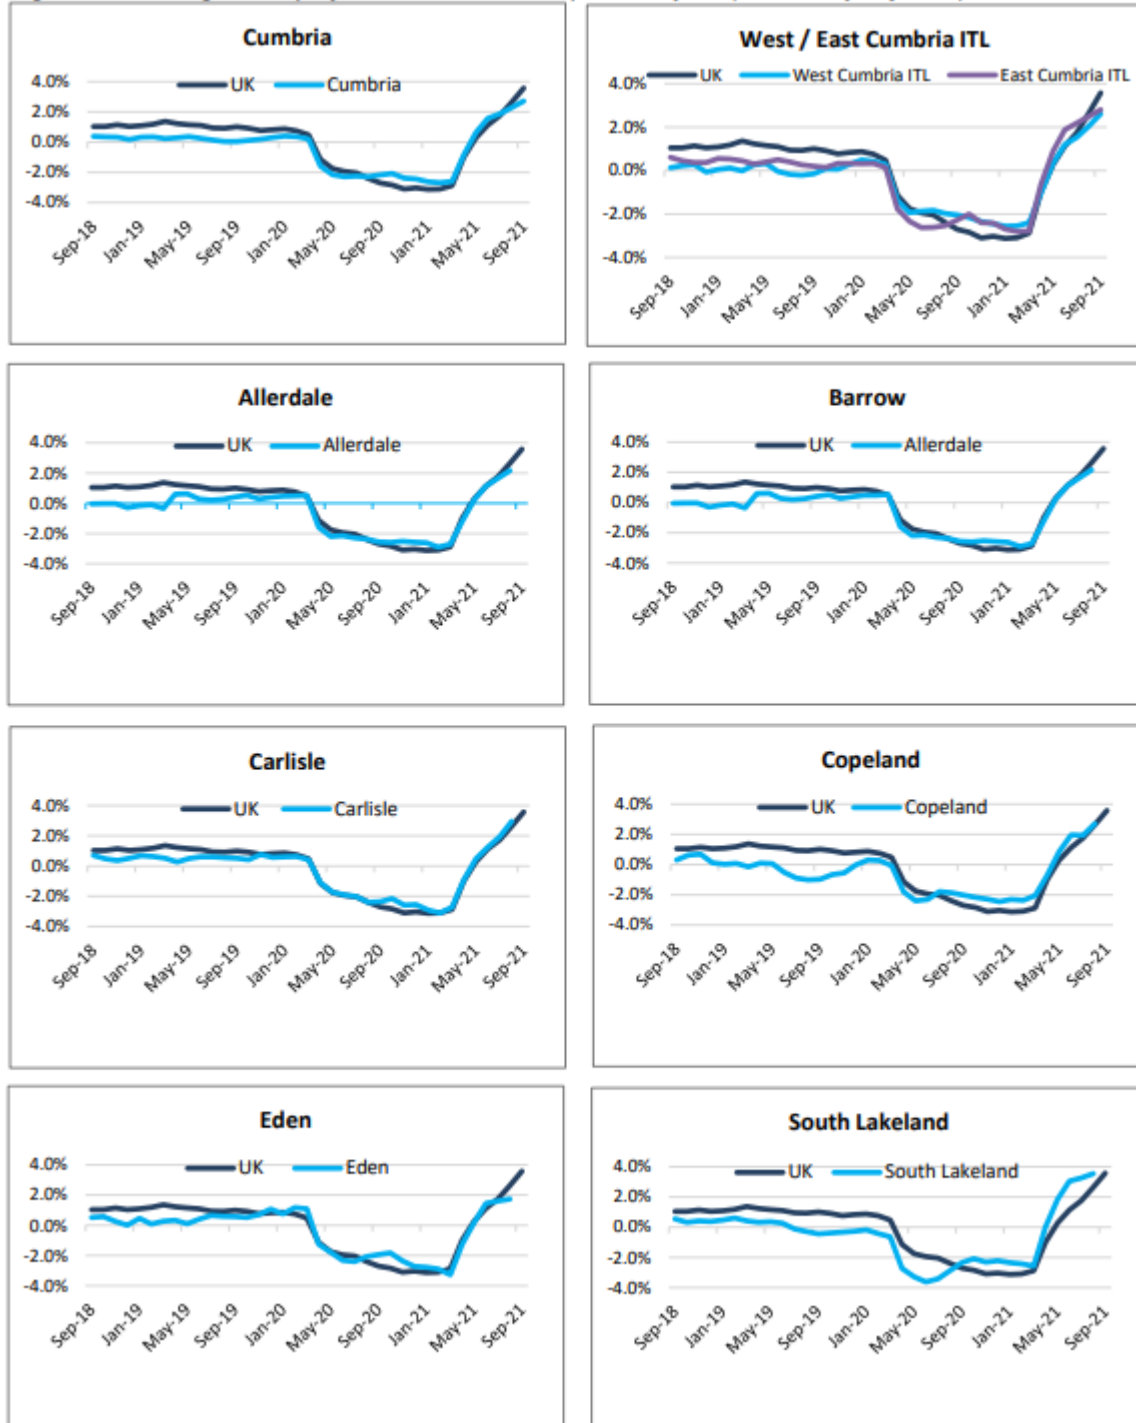 Cumbria
UK Cumbria
4.0%
2.0%
0.0%
-2.0%
-4.0%
Sep-18 Jan-19 May-19 Sep-19 Jan-20 May-20 Sep-20 Jan-21 May-21 Sep-21
West / East Cumbria ITL
UK West Cumbria ITL East Cumbria ITL
4.0%
2.0%
0.0%
-2.0%
-4.0%
Sep-18 Jan-19 May-19 Sep-19 Jan-20 May-20 Sep-20 Jan-21 May-21 Sep-21
Allerdale
UK Allerdale
4.0%
2.0%
0.0%
-2.0%
-4.0%
Sep-18 Jan-19 May-19 Sep-19 Jan-20 May-20 Sep-20 Jan-21 May-21 Sep-21
Barrow
UK Allerdale
4.0%
2.0%
0.0%
-2.0%
-4.0%
Sep-18 Jan-19 May-19 Sep-19 Jan-20 May-20 Sep-20 Jan-21 May-21 Sep-21
Carlisle
UK Carlisle
4.0%
2.0%
0.0%
-2.0%
-4.0%
Sep-18 Jan-19 May-19 Sep-19 Jan-20 May-20 Sep-20 Jan-21 May-21 Sep-21
Copeland
UK Copeland
4.0%
2.0%
0.0%
-2.0%
-4.0%
Sep-18 Jan-19 May-19 Sep-19 Jan-20 May-20 Sep-20 Jan-21 May-21 Sep-21
Eden
UK Eden
4.0%
2.0%
0.0%
-2.0%
-4.0%
Sep-18 Jan-19 May-19 Sep-19 Jan-20 May-20 Sep-20 Jan-21 May-21 Sep-21
South Lakeland
UK South Lakeland
4.0%
2.0%
0.0%
-2.0%
-4.0%
Sep-18 Jan-19 May-19 Sep-19 Jan-20 May-20 Sep-20 Jan-21 May-21 Sep-21